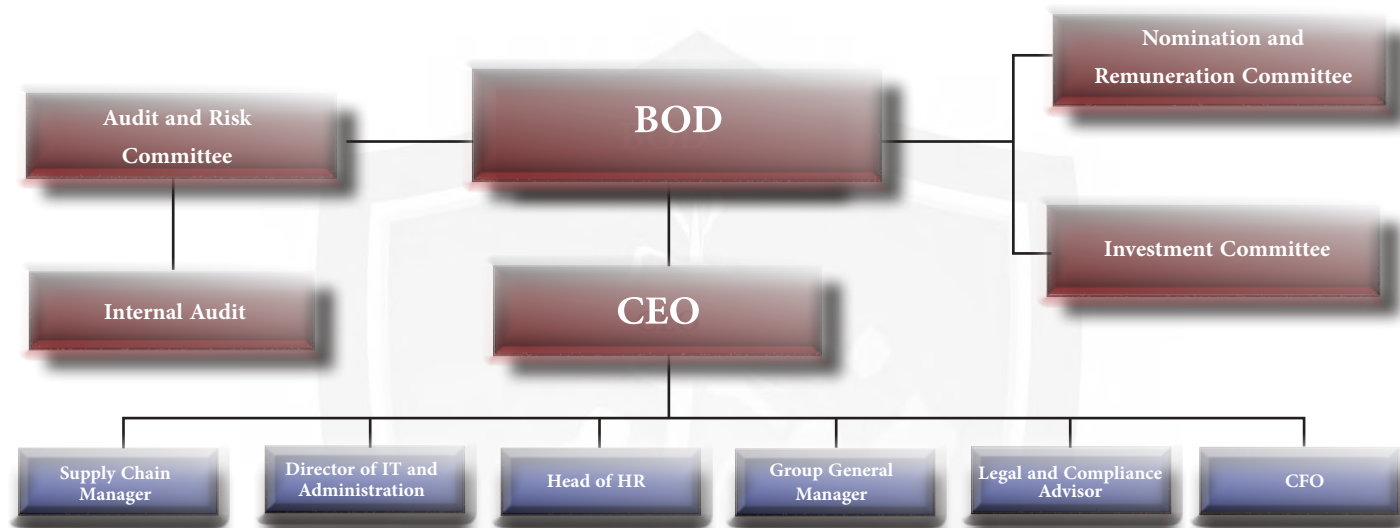 Nomination and
Remuneration Committee
Audit and Risk
Committee
BOD
Investment Committee
Internal Audit
CEO
Supply Chain
Manager
Director of IT and
Administration
Head of HR
Group General
Manager
Legal and Compliance
Advisor
CFO